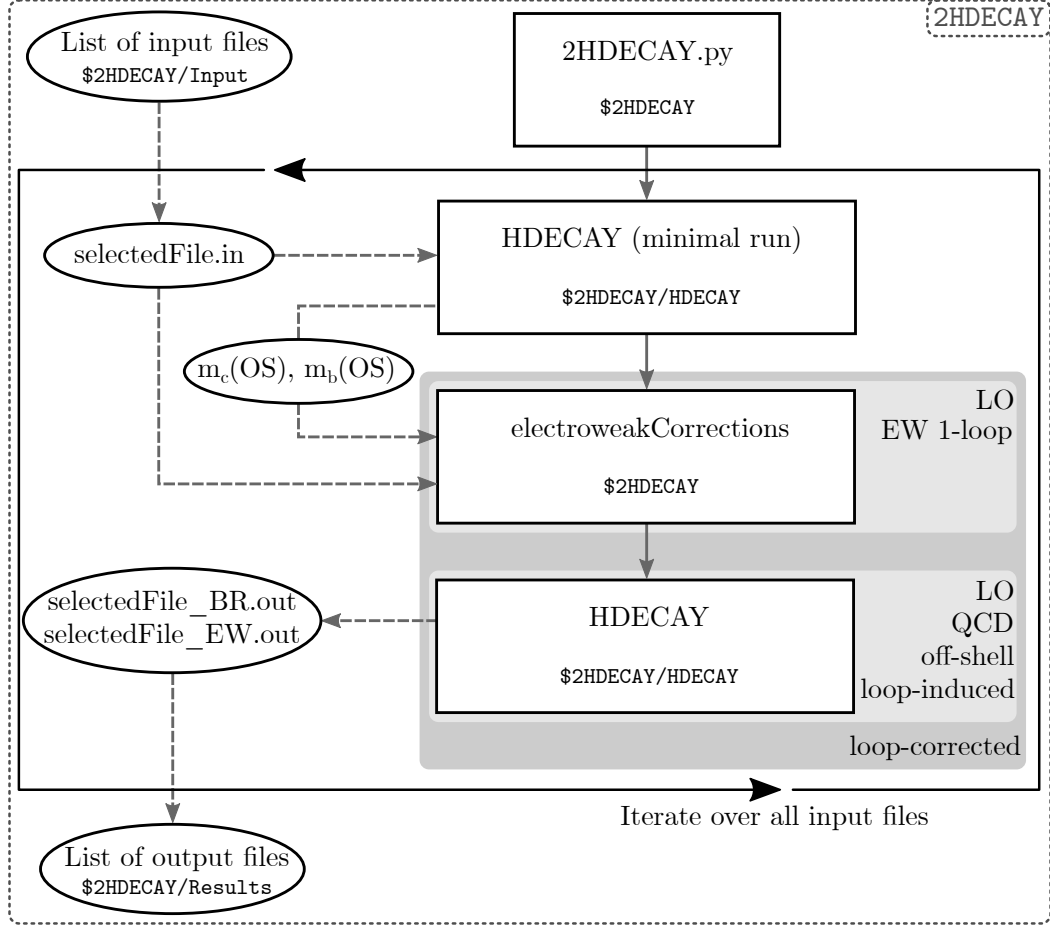 2HDECAY
List of input files
$2HDECAY/Input
2HDECAY.py
$2HDECAY
selectedFile.in
HDECAY (minimal run)
$2HDECAY/HDECAY
m_c(OS), m_b(OS)
electroweakCorrections
$2HDECAY
LO
EW 1-loop
selectedFile_BR.out
selectedFile_EW.out
HDECAY
$2HDECAY/HDECAY
LO
QCD
off-shell
loop-induced
loop-corrected
Iterate over all input files
List of output files
$2HDECAY/Results